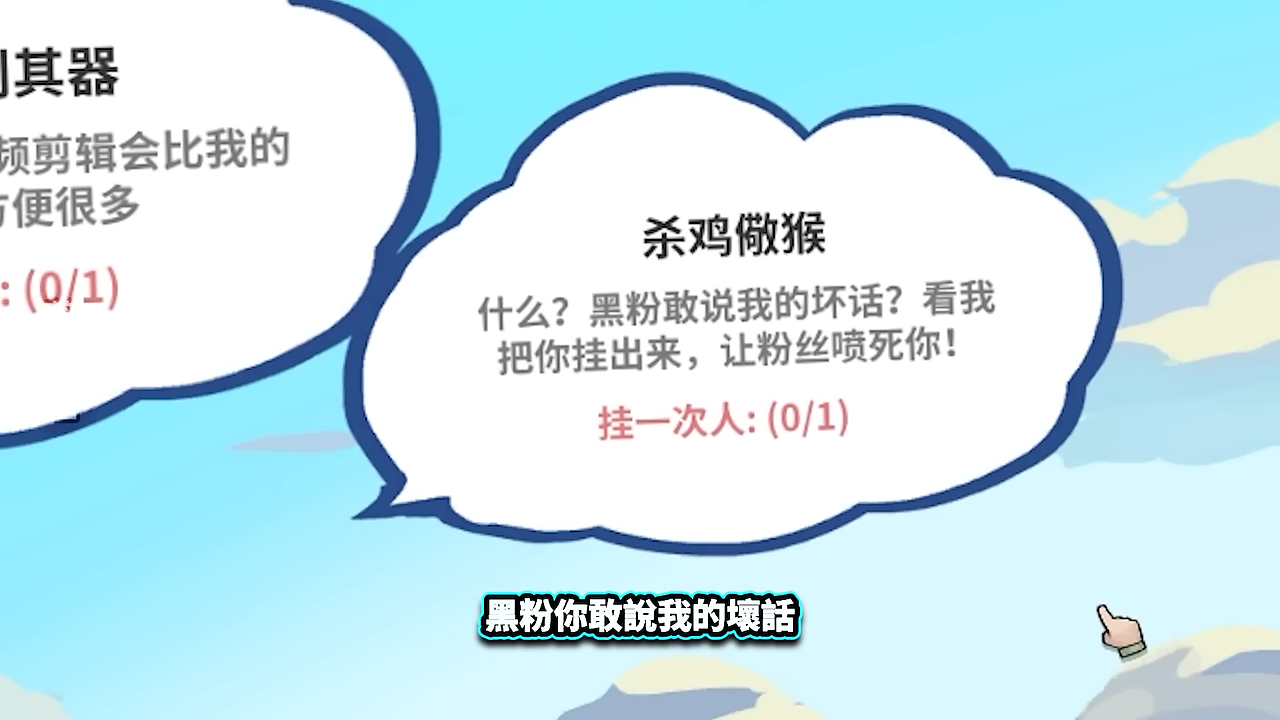 其器
频剪辑会比我的
方便很多
: (0/1)
杀鸡儆猴
什么？黑粉敢说我的坏话？看我
把你挂出来，让粉丝喷死你！
挂一次人: (0/1)
黑粉你敢說我的壞話